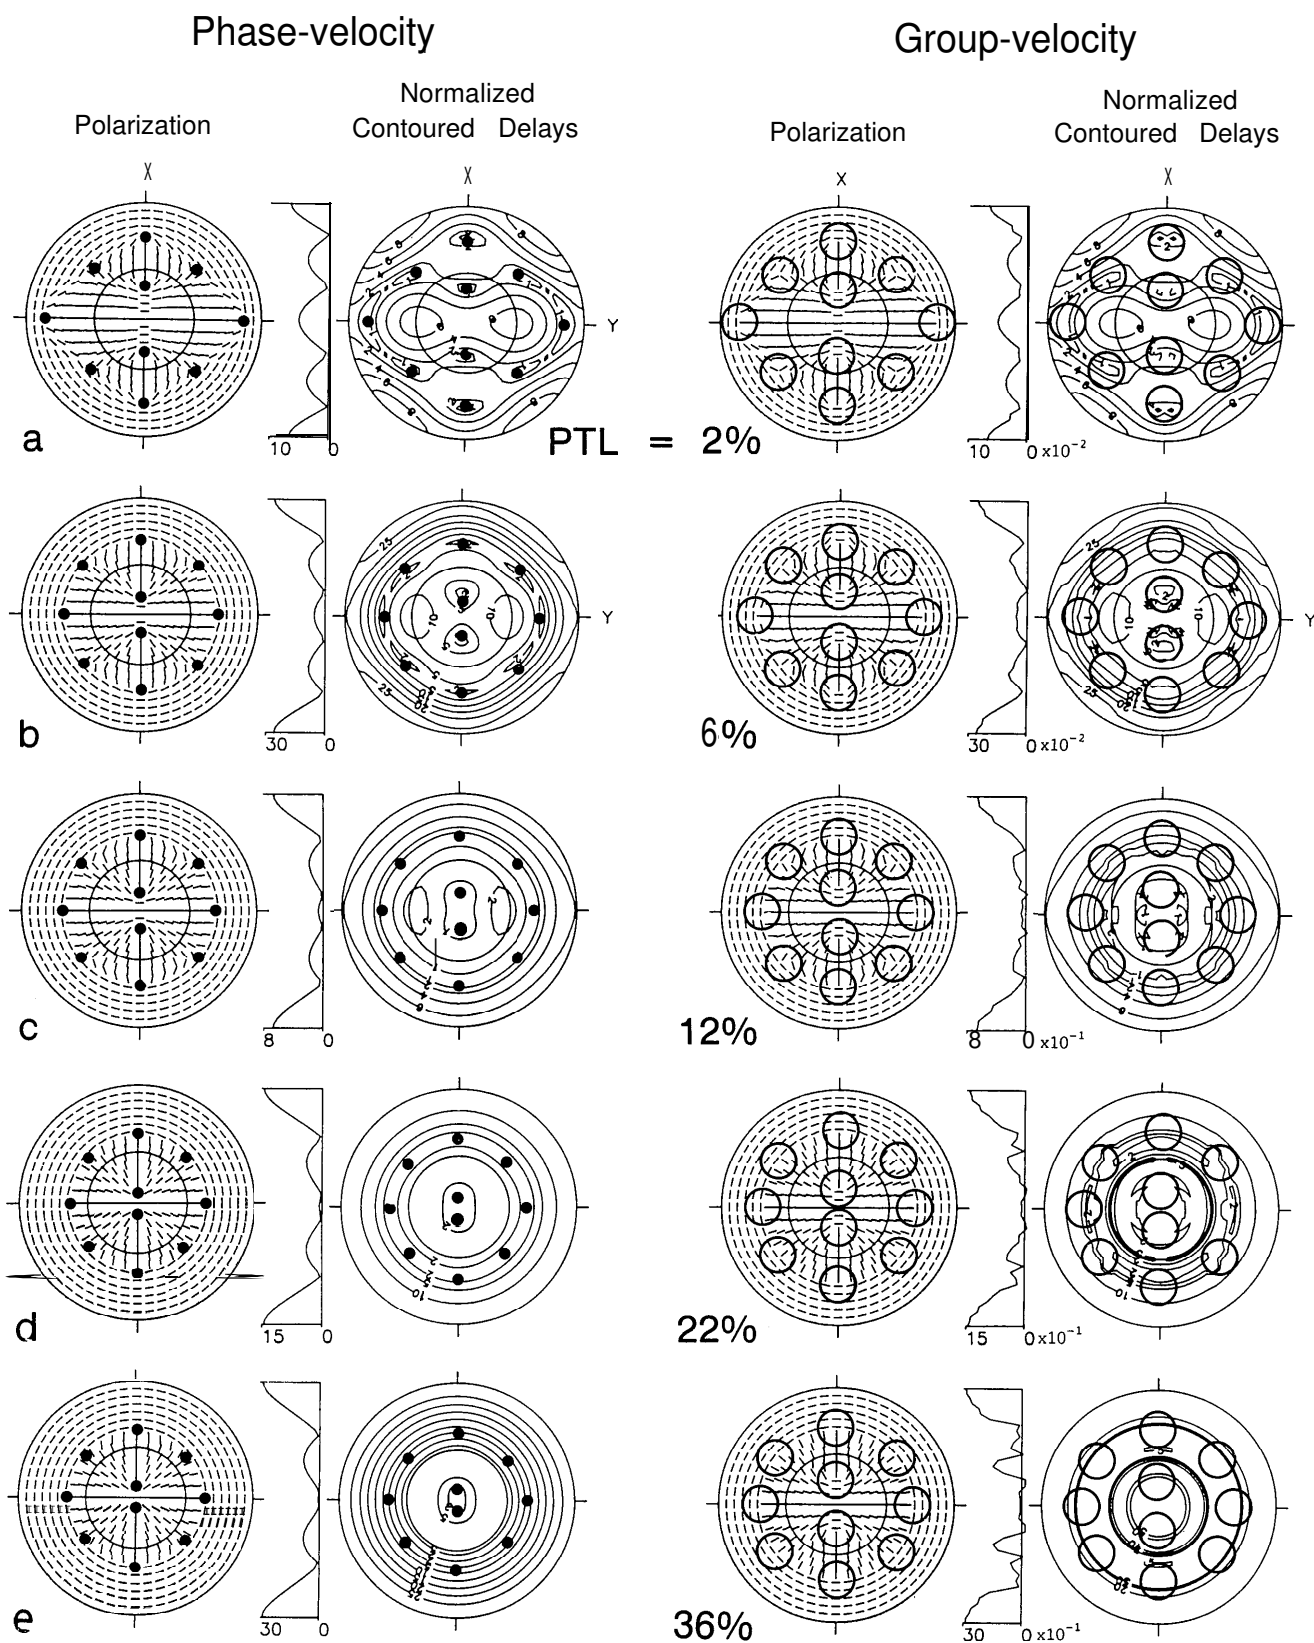 Phase-velocity Group-velocity
Normalized Normalized
Polarization Contoured Delays Polarization Contoured Delays
X X X X
Y Y
a 10 0 PTL = 2% 10 0 x10-2
25 25
Y Y
b 30 0 6% 30 0 x10-2
c 8 0 12% 8 0 x10-1
d 15 0 22% 15 0 x10-1
e 30 0 36% 30 0 x10-1